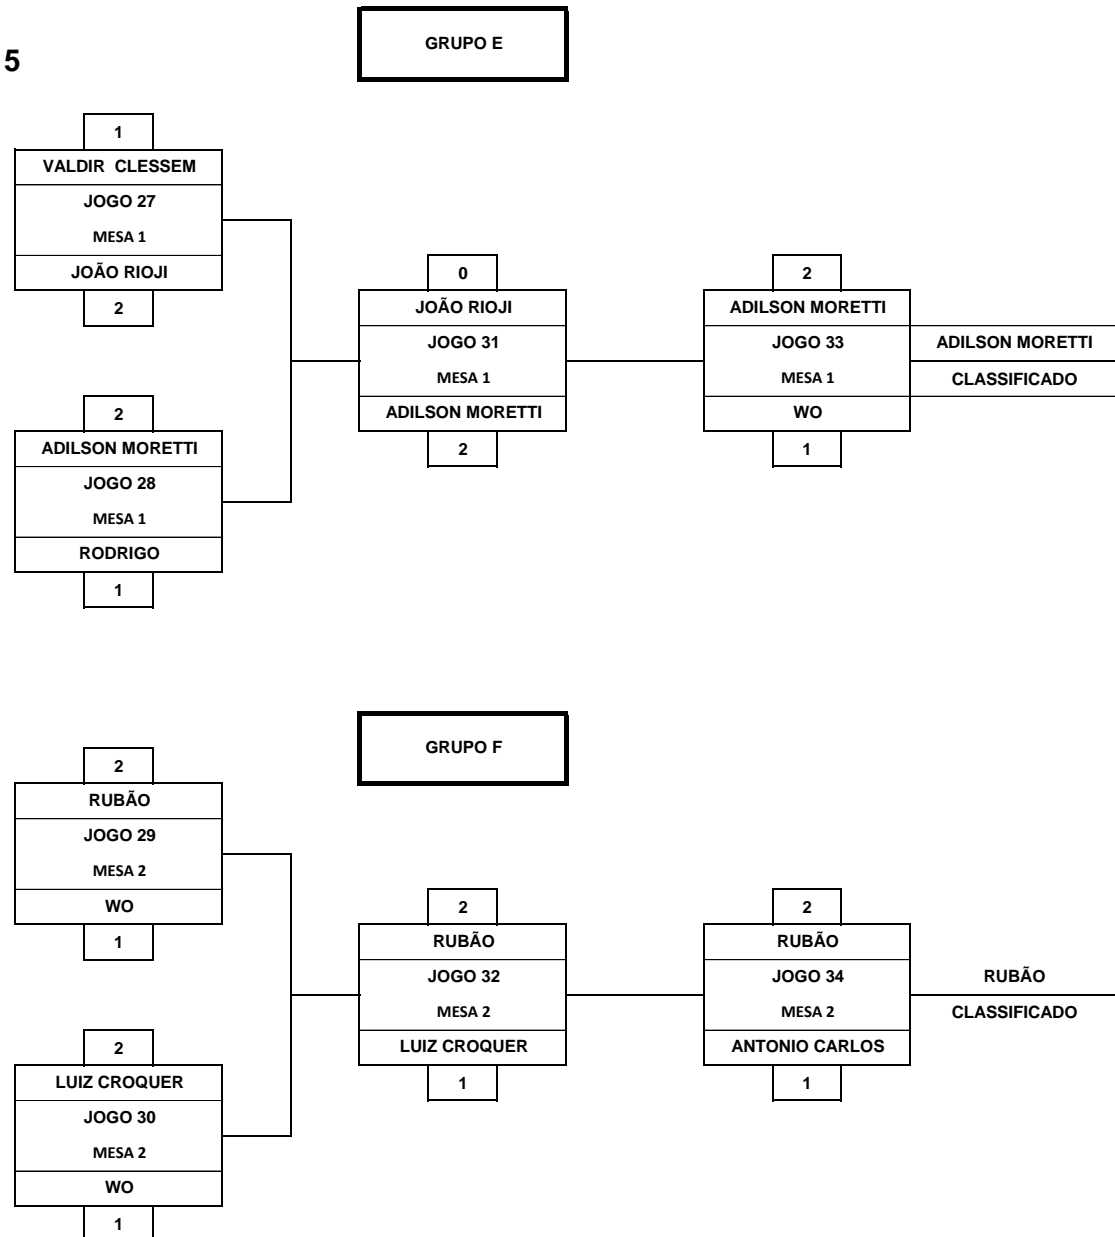 GRUPO E
5
1
VALDIR CLESSEM
JOGO 27
MESA 1
JOÃO RIOJI
2
2
ADILSON MORETTI
JOGO 28
MESA 1
RODRIGO
1
0
JOÃO RIOJI
JOGO 31
MESA 1
ADILSON MORETTI
2
2
ADILSON MORETTI
JOGO 33
MESA 1
WO
1
ADILSON MORETTI
CLASSIFICADO
GRUPO F
2
RUBÃO
JOGO 29
MESA 2
WO
1
2
LUIZ CROQUER
JOGO 30
MESA 2
WO
1
2
RUBÃO
JOGO 32
MESA 2
LUIZ CROQUER
1
2
RUBÃO
JOGO 34
MESA 2
ANTONIO CARLOS
1
RUBÃO
CLASSIFICADO